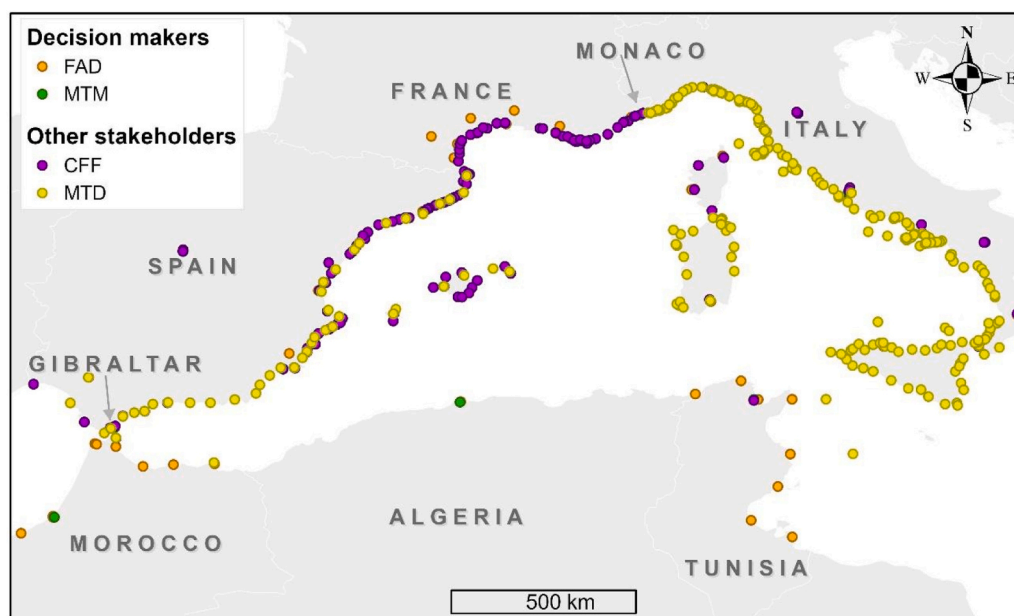 Decision makers
FAD
MTM
Other stakeholders
CFF
MTD
MONACO
FRANCE
N
W E
S
ITALY
SPAIN
GIBRALTAR
ALGERIA
MOROCCO
TUNISIA
500 km